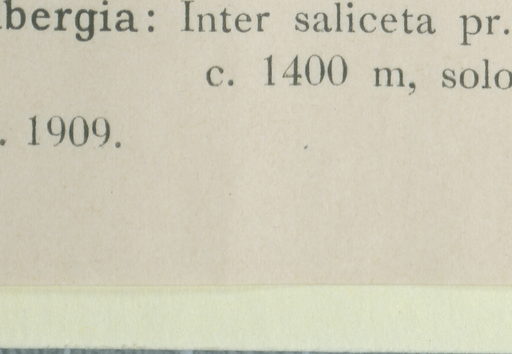 bergia: Inter saliceta pr.
c. 1400 m, solo
. 1909.